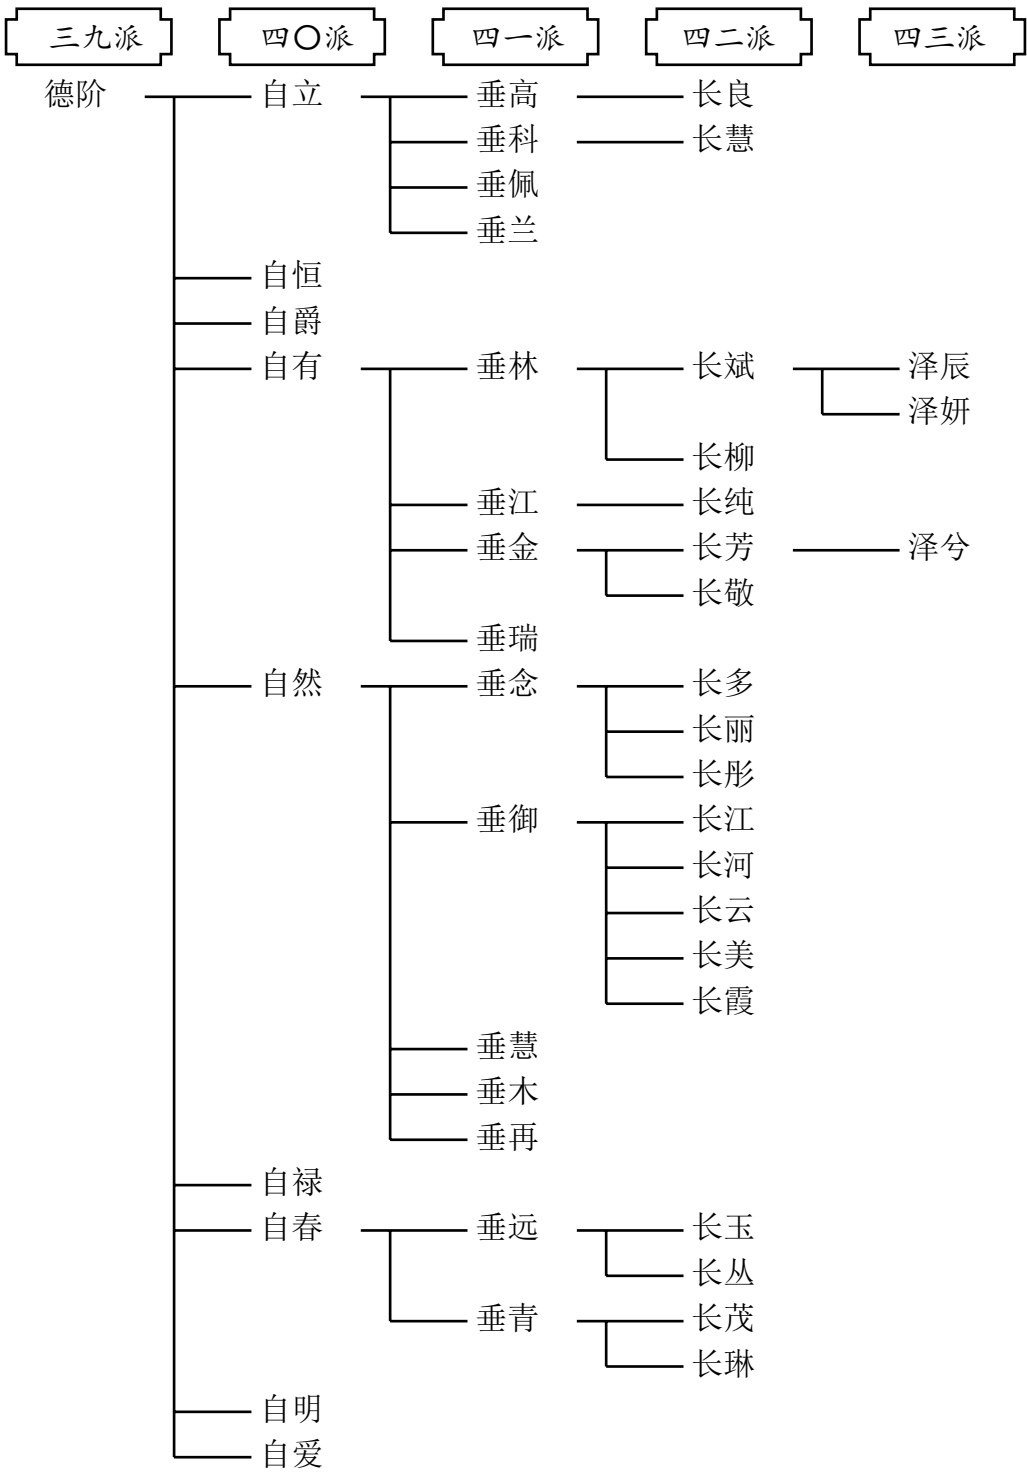 三九派 四〇派 四一派 四二派 四三派
德阶 自立 垂高 长良
垂科 长慧
垂佩
垂兰
自恒
自爵
自有 垂林 长斌 泽辰
泽妍
长柳
垂江 长纯
垂金 长芳 泽兮
长敬
垂瑞
自然 垂念 长多
长丽
长彤
垂御 长江
长河
长云
长美
长霞
垂慧
垂木
垂再
自禄
自春 垂远 长玉
长丛
垂青 长茂
长琳
自明
自爱